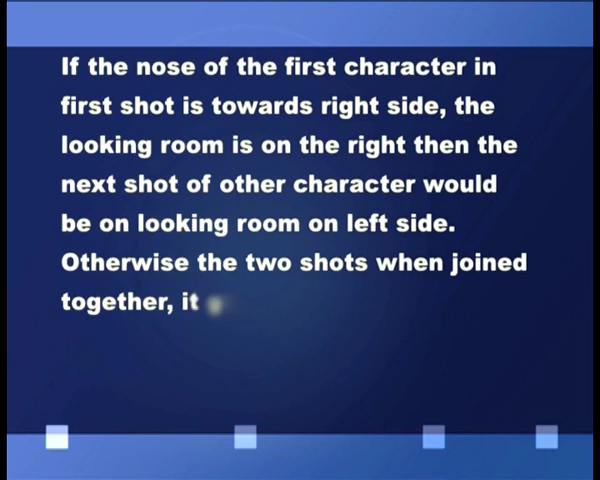 If the nose of the first character in
first shot is towards right side, the
looking room is on the right then the
next shot of other character would
be on looking room on left side.
Otherwise the two shots when joined
together, it